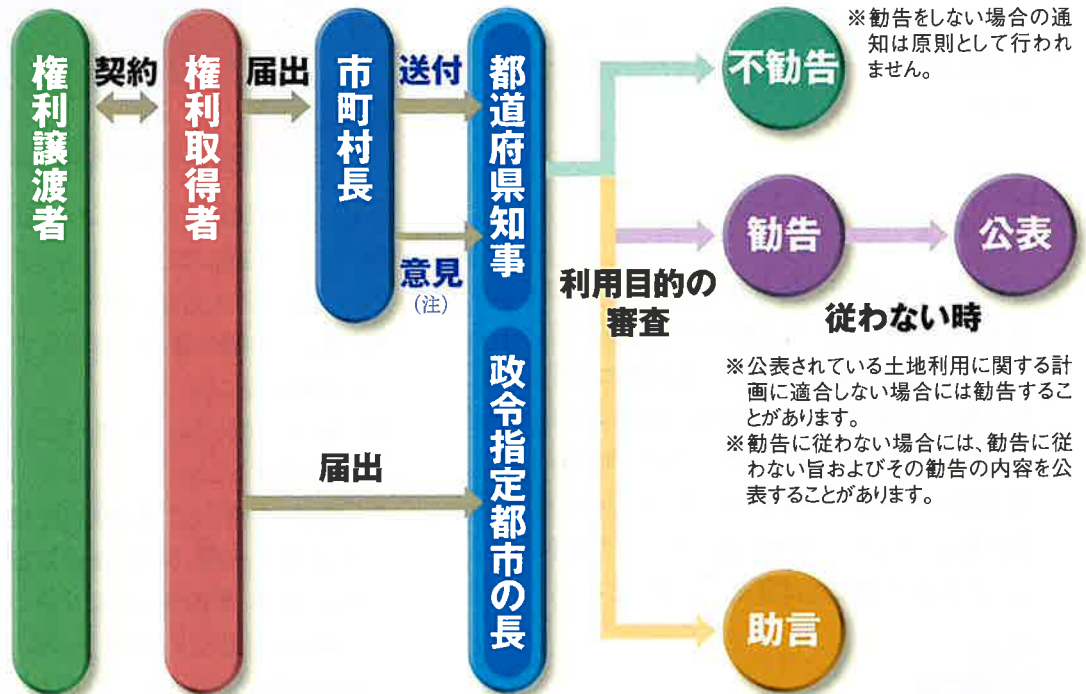 権利譲渡者
契約
権利取得者
届出
市町村長
送付
意見
(注)
都道府県知事
届出
政令指定都市の長
利用目的の
審査
不勧告
※勧告をしない場合の通
知は原則として行われ
ません。
勧告
公表
従わない時
※公表されている土地利用に関する計
画に適合しない場合には勧告するこ
とがあります。
※勧告に従わない場合には、勧告に従
わない旨およびその勧告の内容を公
表することがあります。
助言